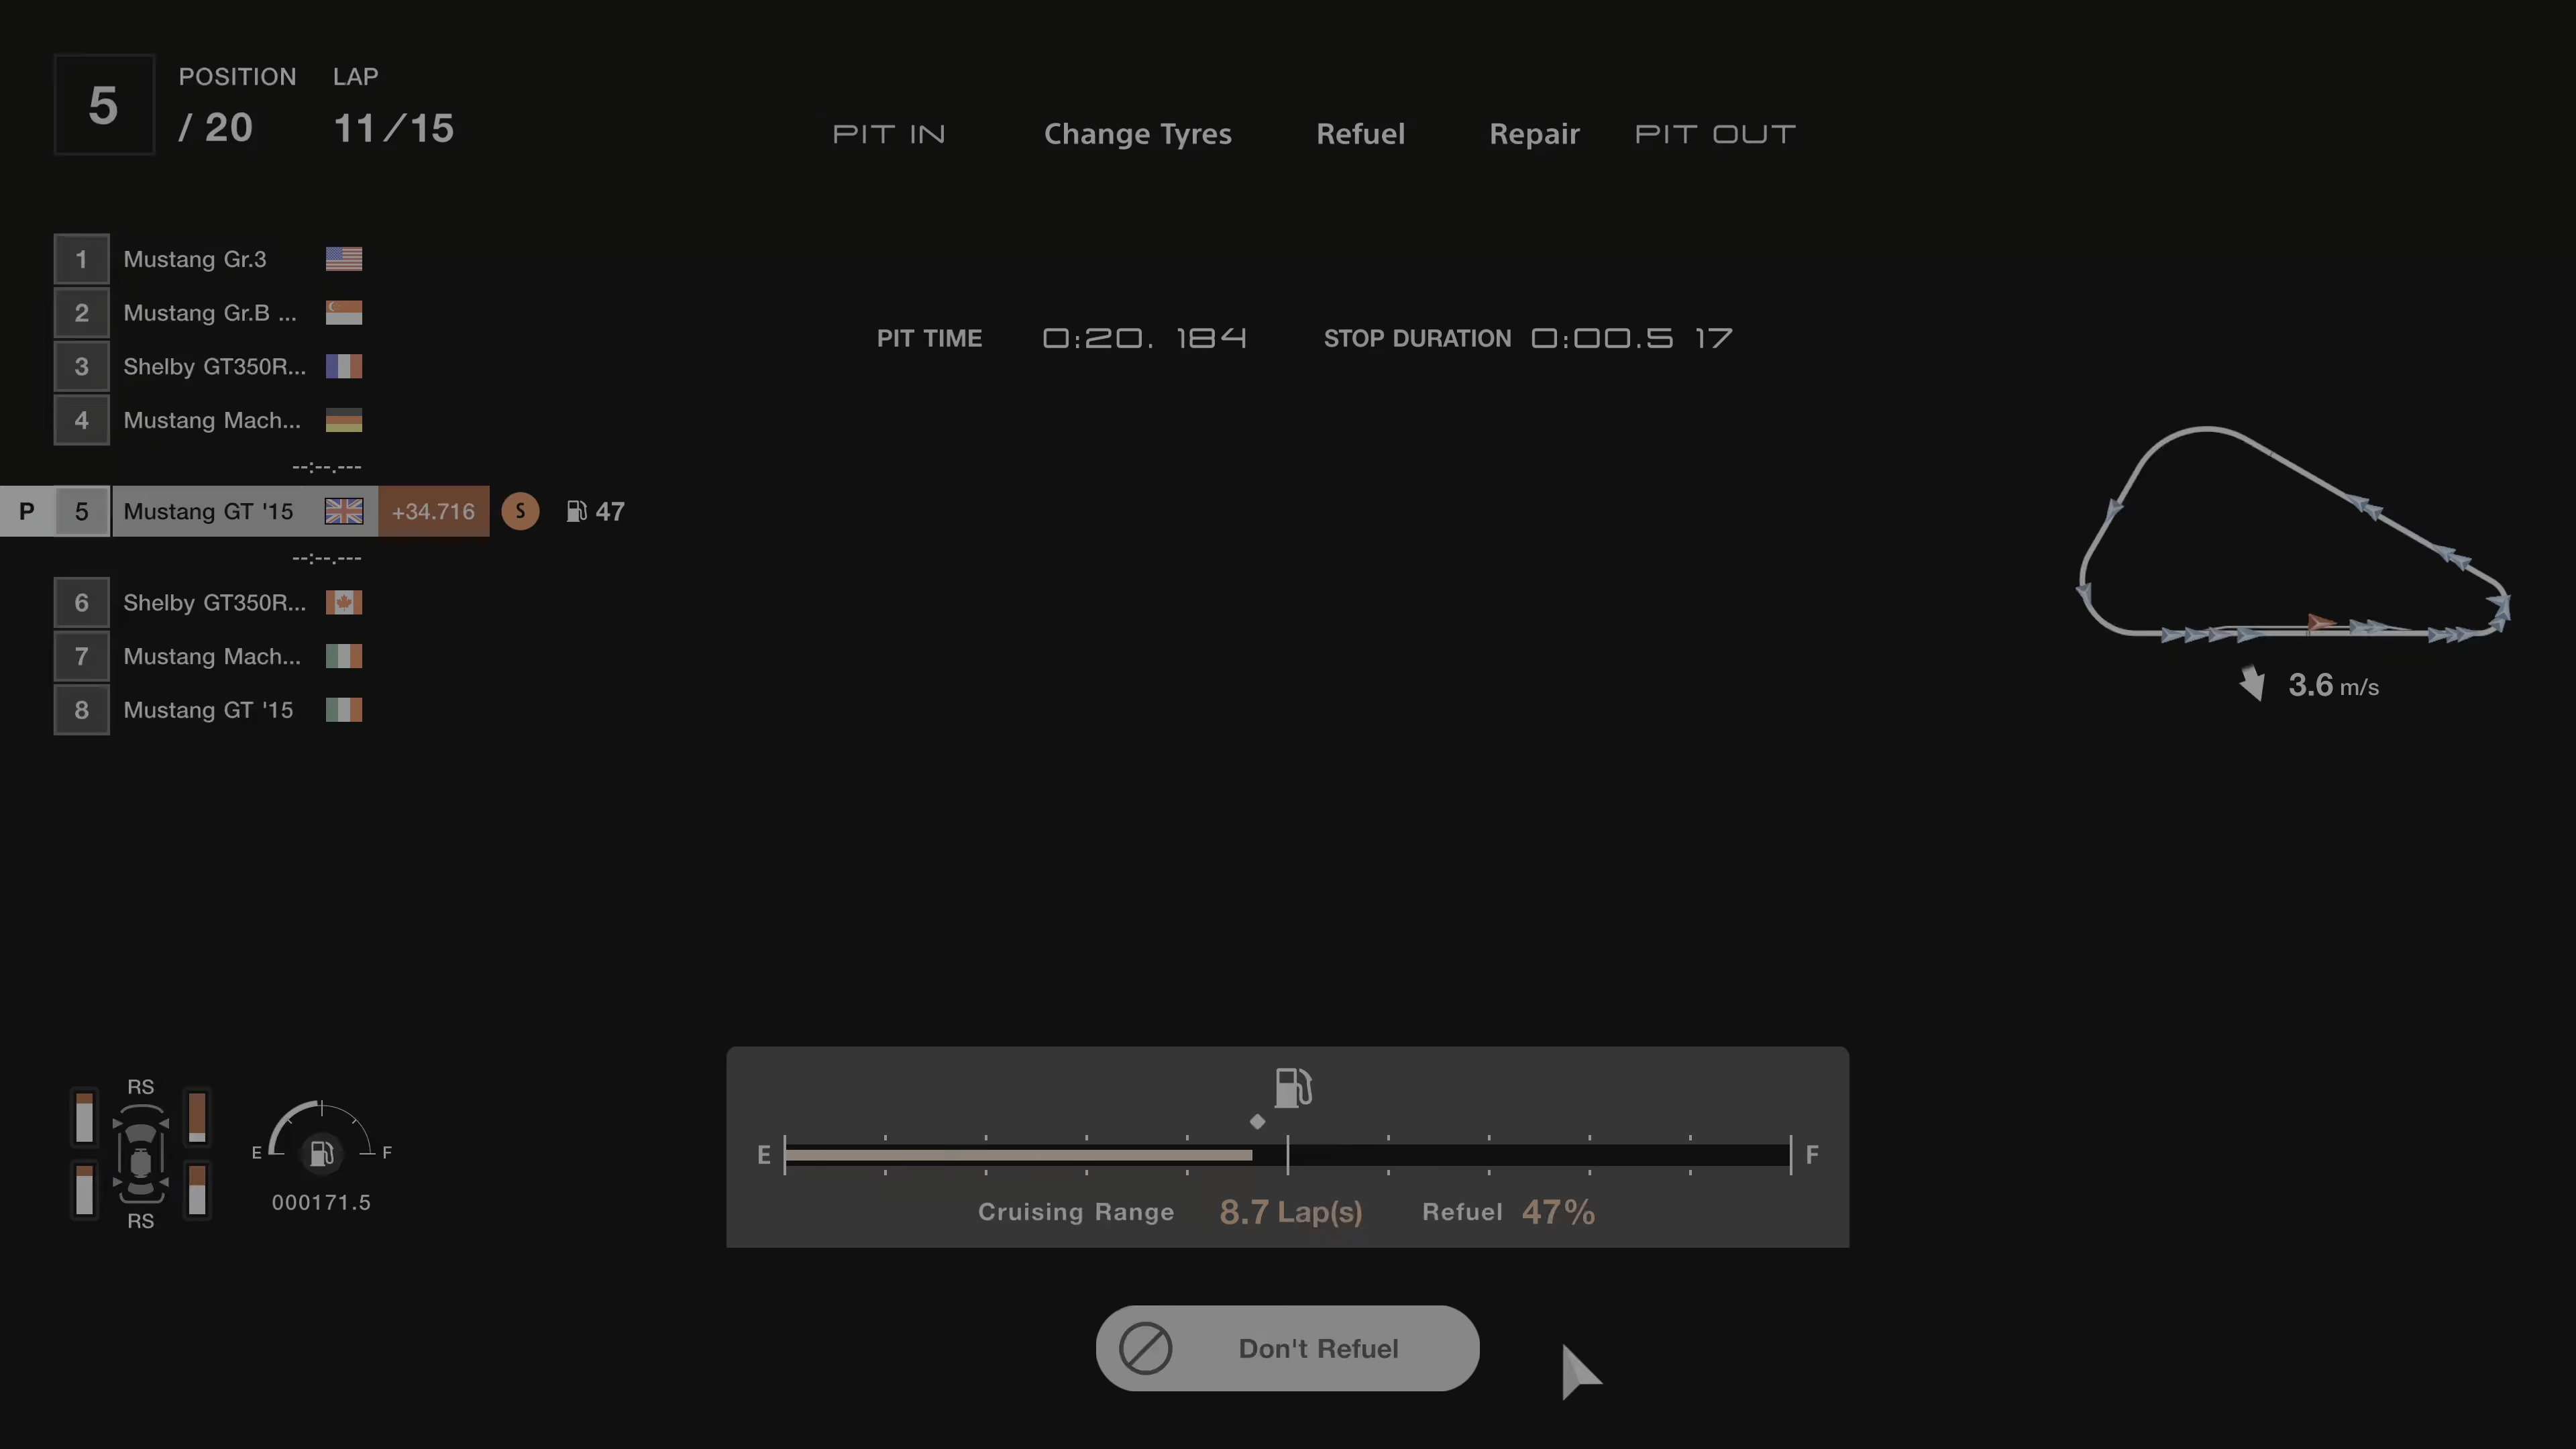 5
POSITION
/ 20
LAP
11/15
PIT IN
Change Tyres
Refuel
Repair
PIT OUT
1 Mustang Gr.3
2 Mustang Gr.B ...
3 Shelby GT350R...
4 Mustang Mach...
--:--.---
P 5 Mustang GT '15 +34.716 S 47
--:--.---
6 Shelby GT350R...
7 Mustang Mach...
8 Mustang GT '15
PIT TIME 0:20. 184 STOP DURATION 0:00.5 17
3.6 m/s
RS
RS
E F
000171.5
E F
Cruising Range 8.7 Lap(s) Refuel 47%
Don't Refuel